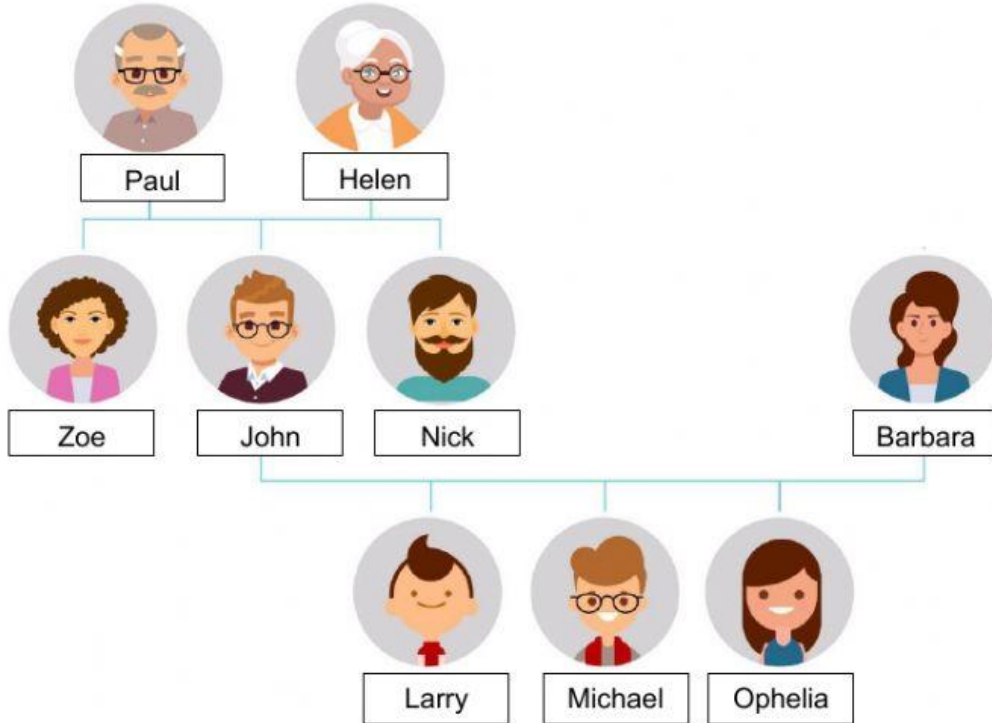 Paul
Helen
Zoe
John
Nick
Barbara
Larry
Michael
Ophelia